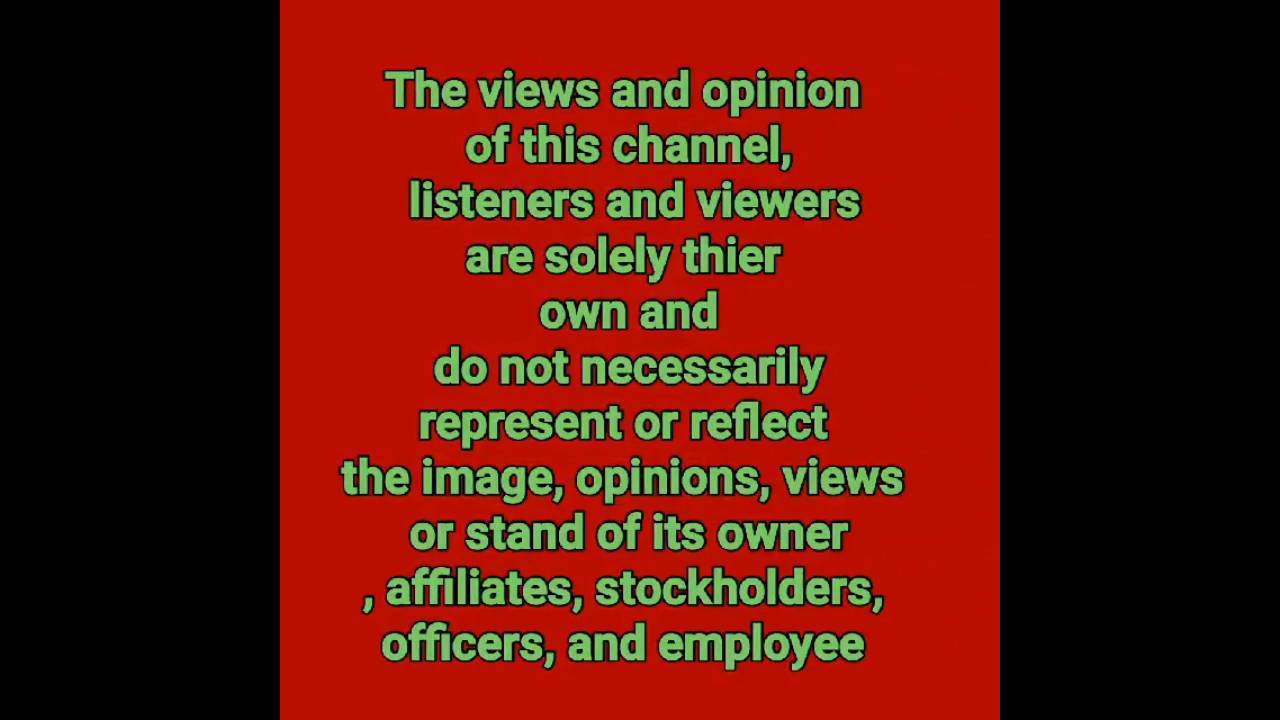 The views and opinion
of this channel,
listeners and viewers
are solely thier
own and
do not necessarily
represent or reflect
the image, opinions, views
or stand of its owner
, affiliates, stockholders,
officers, and employee